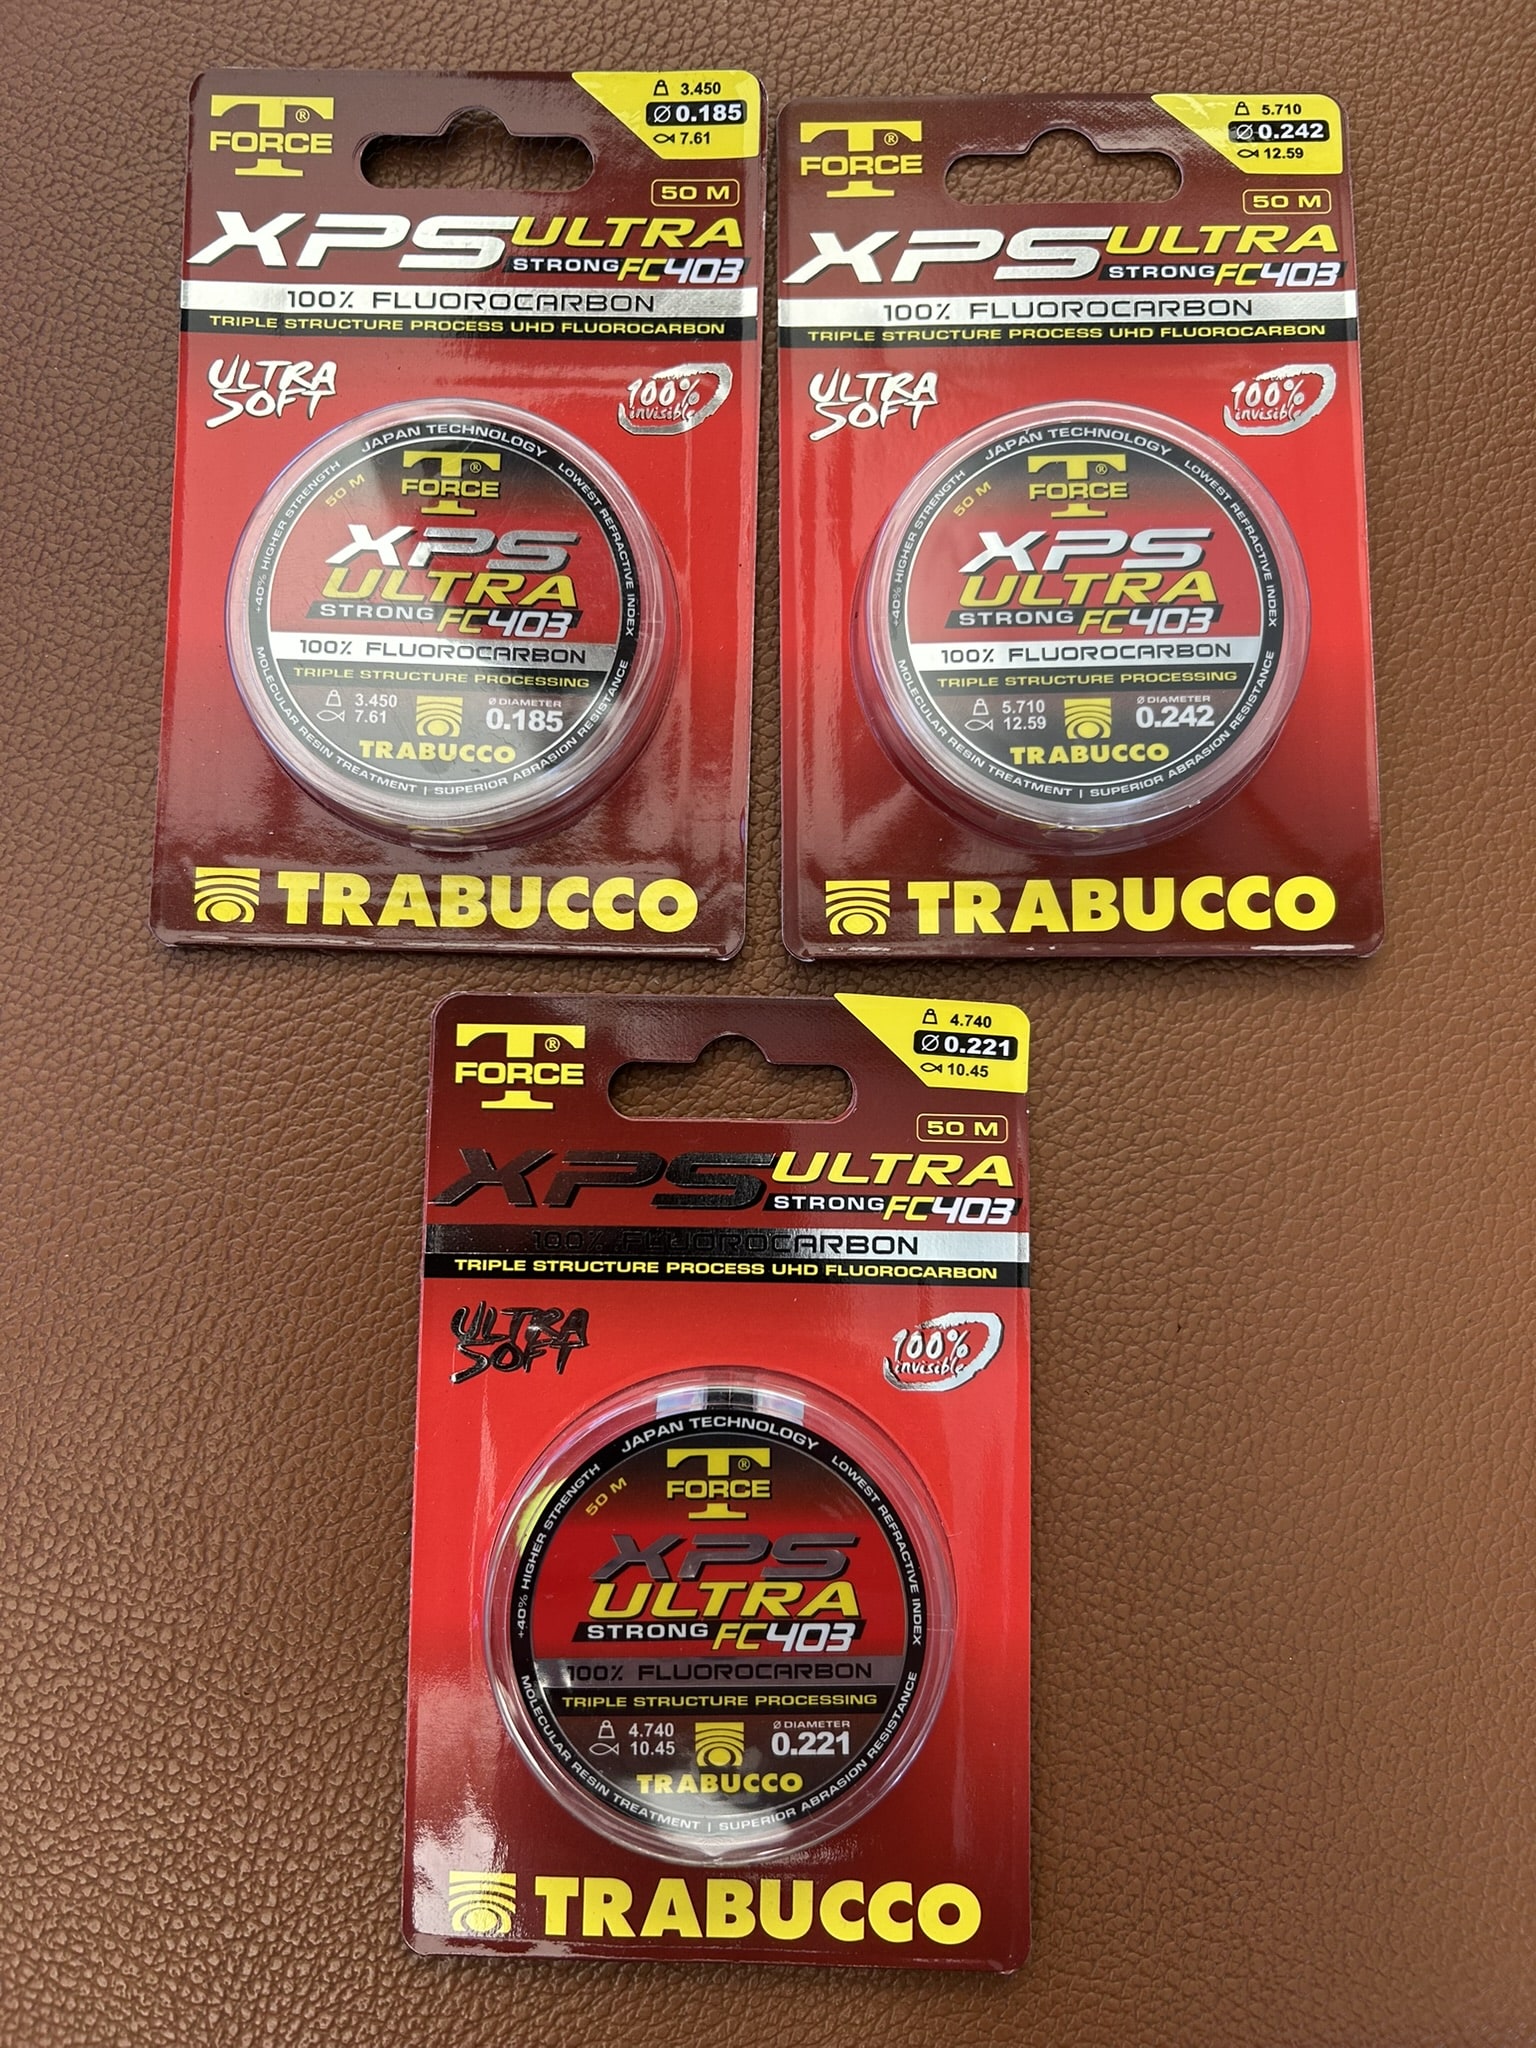 T
FORCE®
3.450
Ø 0.185
7.61
50 M
XPS ULTRA
STRONG FC403
100% FLUOROCARBON
TRIPLE STRUCTURE PROCESS UHD FLUOROCARBON
ULTRA
SOFT
100%
invisible
JAPAN TECHNOLOGY
+40% HIGHER STRENGTH
LOWEST REFRACTIVE INDEX
50 M
T
FORCE®
XPS
ULTRA
STRONG FC403
100% FLUOROCARBON
TRIPLE STRUCTURE PROCESSING
3.450
7.61
Ø DIAMETER
0.185
TRABUCCO
MOLECULAR RESIN TREATMENT | SUPERIOR ABRASION RESISTANCE
TRABUCCO
T
FORCE®
5.710
Ø 0.242
12.59
50 M
XPS ULTRA
STRONG FC403
100% FLUOROCARBON
TRIPLE STRUCTURE PROCESS UHD FLUOROCARBON
ULTRA
SOFT
100%
invisible
JAPAN TECHNOLOGY
+40% HIGHER STRENGTH
LOWEST REFRACTIVE INDEX
50 M
T
FORCE®
XPS
ULTRA
STRONG FC403
100% FLUOROCARBON
TRIPLE STRUCTURE PROCESSING
5.710
12.59
Ø DIAMETER
0.242
TRABUCCO
MOLECULAR RESIN TREATMENT | SUPERIOR ABRASION RESISTANCE
TRABUCCO
T
FORCE®
4.740
Ø 0.221
10.45
50 M
XPS ULTRA
STRONG FC403
100% FLUOROCARBON
TRIPLE STRUCTURE PROCESS UHD FLUOROCARBON
ULTRA
SOFT
100%
invisible
JAPAN TECHNOLOGY
+40% HIGHER STRENGTH
LOWEST REFRACTIVE INDEX
50 M
T
FORCE®
XPS
ULTRA
STRONG FC403
100% FLUOROCARBON
TRIPLE STRUCTURE PROCESSING
4.740
10.45
Ø DIAMETER
0.221
TRABUCCO
MOLECULAR RESIN TREATMENT | SUPERIOR ABRASION RESISTANCE
TRABUCCO